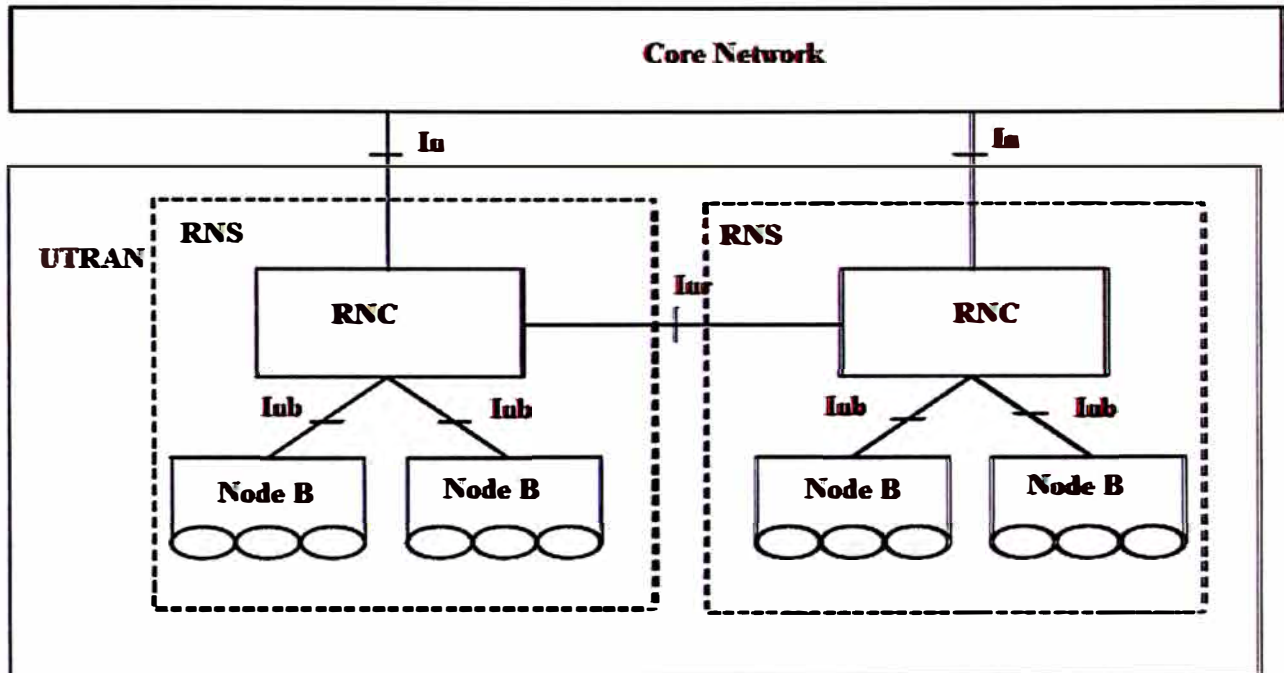 Core Network
Iu
Iu
RNS
RNS
UTRAN
RNC
Iur
RNC
Iub
Iub
Iub
Iub
Node B
Node B
Node B
Node B